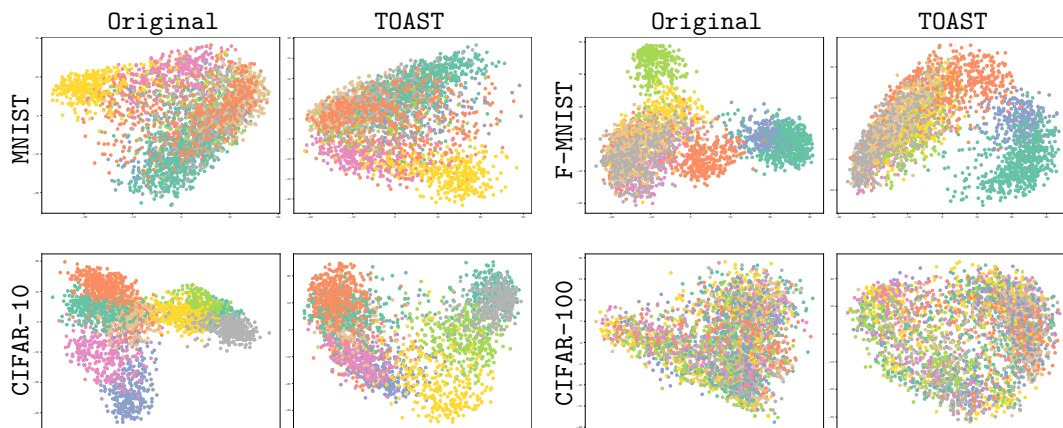 Original TOAST Original TOAST
MNIST F-MNIST
CIFAR-10 CIFAR-100